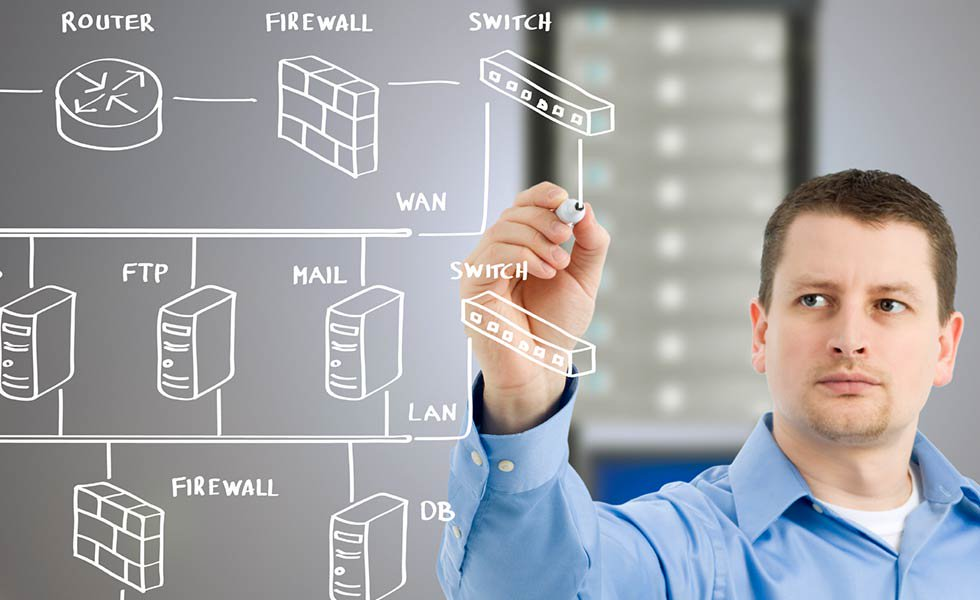 ROUTER
FIREWALL
SWITCH
WAN
FTP
MAIL
SWITCH
LAN
FIREWALL
DB